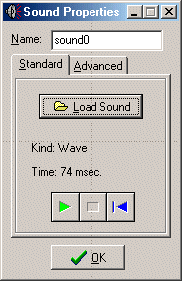 Sound Properties
Name: sound0
Standard Advanced
Load Sound
Kind: Wave
Time: 74 msec.
OK